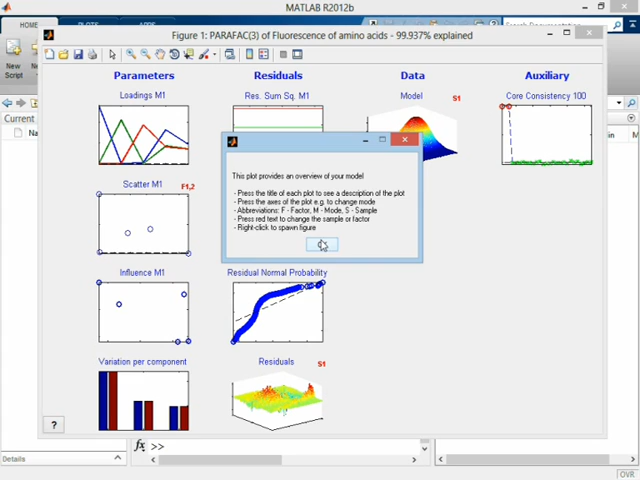 MATLAB R2012b
HOME
PLOTS
APPS
Search Documentation
New
Script
Figure 1: PARAFAC(3) of Fluorescence of amino acids - 99.937% explained
Parameters
Residuals
Data
Auxiliary
Loadings M1
Res. Sum Sq. M1
Model
S1
Core Consistency 100
Current
This plot provides an overview of your model
- Press the title of each plot to see a description of the plot
- Press the axes of the plot e.g. to change mode
- Abbreviations: F - Factor, M - Mode, S - Sample
- Press red text to change the sample or factor
- Right-click to spawn figure
Scatter M1
F1,2
Influence M1
Residual Normal Probability
Variation per component
Residuals
S1
?
fx >>
Details
OVR